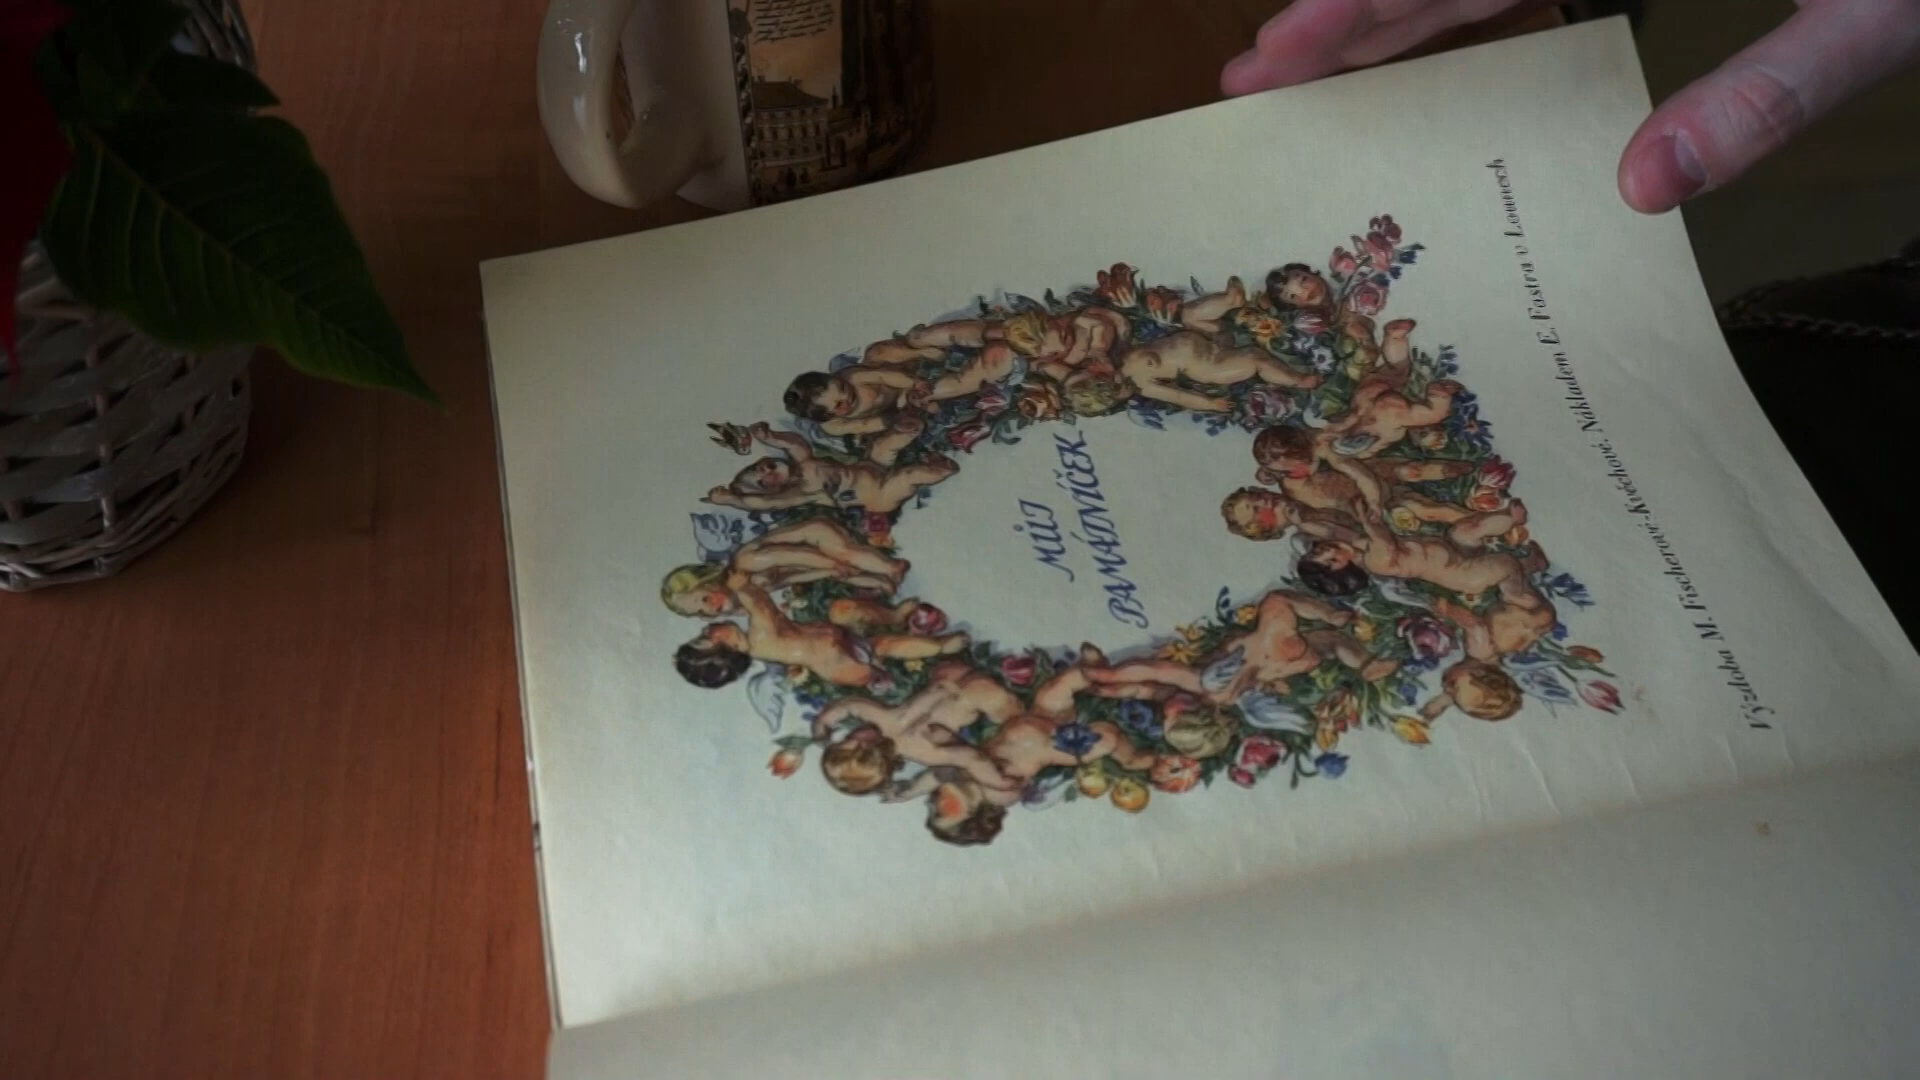 MŮJ
PAMÁTNÍČEK
Výzdoba M. Fischerové-Kvěchové. Nákladem E. Fastra v Lounech